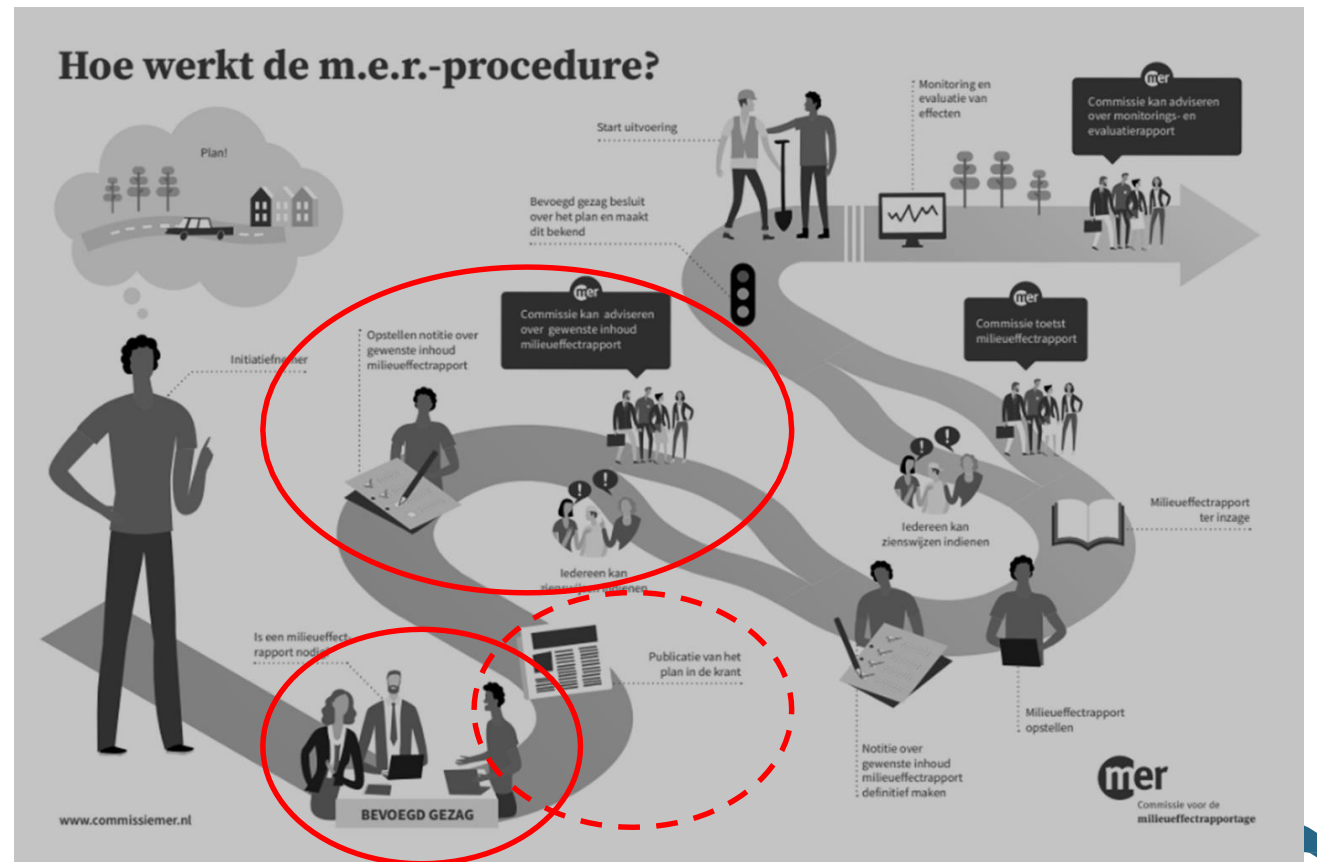 Hoe werkt de m.e.r.-procedure?
Plan!
Initiatiefnemer
Is een milieueffect-
rapport nodig?
BEVOEGD GEZAG
Publicatie van het
plan in de krant
Opstellen notitie over
gewenste inhoud
milieueffectrapport
mer
Commissie kan adviseren
over gewenste inhoud
milieueffectrapport
Iedereen kan
zienswijzen indienen
Notitie over
gewenste inhoud
milieueffectrapport
definitief maken
Milieueffectrapport
opstellen
Milieueffectrapport
ter inzage
mer
Commissie toetst
milieueffectrapport
Iedereen kan
zienswijzen indienen
Bevoegd gezag besluit
over het plan en maakt
dit bekend
Start uitvoering
Monitoring en
evaluatie van
effecten
mer
Commissie kan adviseren
over monitorings- en
evaluatierapport
www.commissiemer.nl
mer
Commissie voor de
milieueffectrapportage